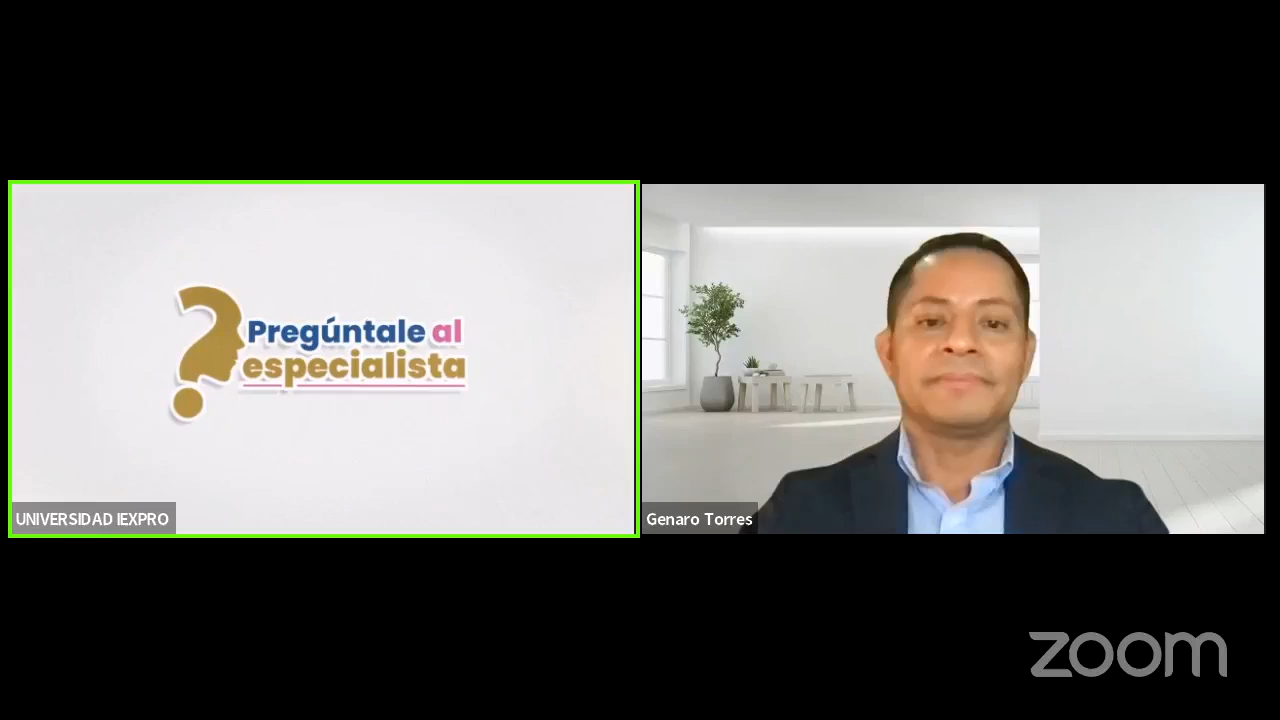 Pregúntale al
especialista
UNIVERSIDAD IEXPRO
Genaro Torres
zoom